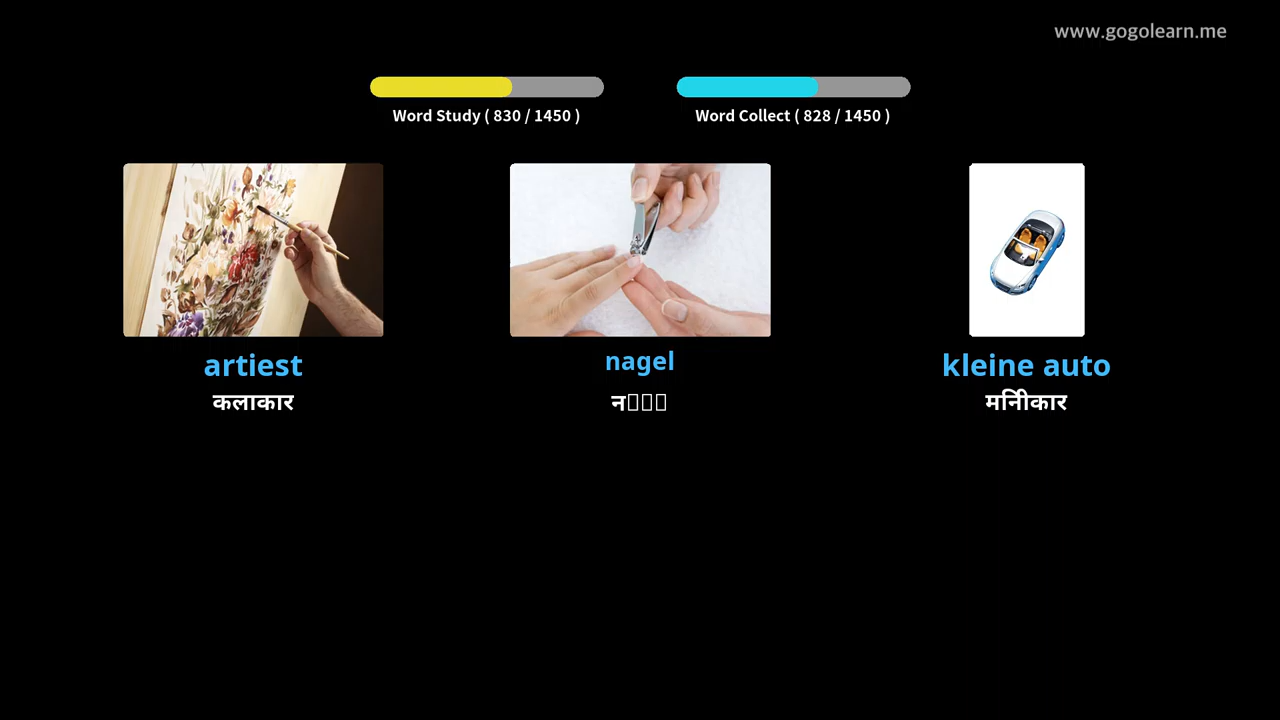 www.gogolearn.me
Word Study ( 830 / 1450 )
Word Collect ( 828 / 1450 )
artiest
nagel
kleine auto
कलाकार
मनिीकार